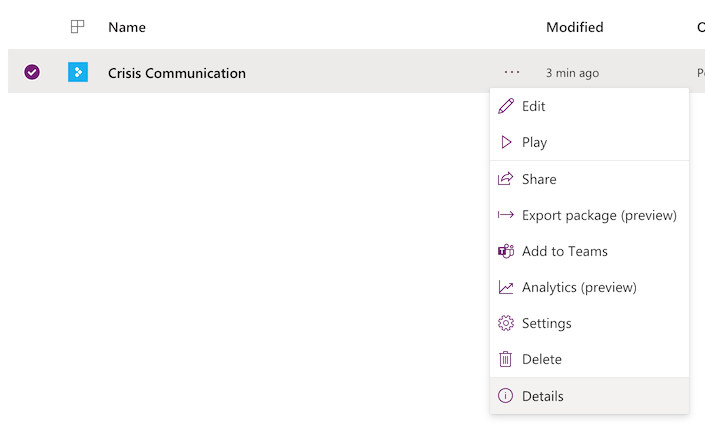 Name Modified
Crisis Communication ... 3 min ago
Edit
Play
Share
Export package (preview)
Add to Teams
Analytics (preview)
Settings
Delete
Details